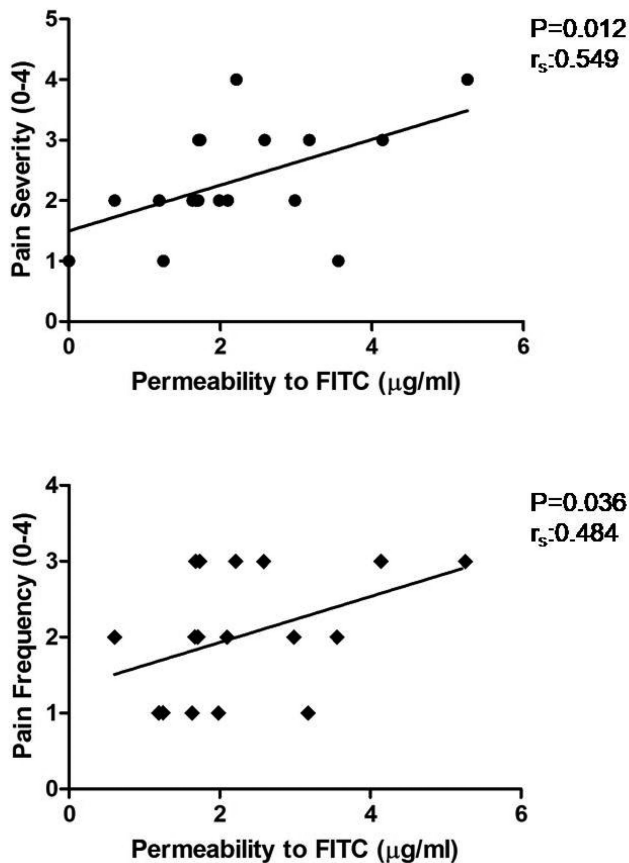 P=0.012
rₛ:0.549
Pain Severity (0-4)
5
4
3
2
1
0
0 2 4 6
Permeability to FITC (μg/ml)
P=0.036
rₛ:0.484
Pain Frequency (0-4)
4
3
2
1
0
0 2 4 6
Permeability to FITC (μg/ml)